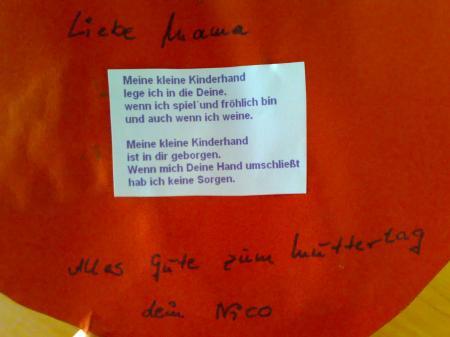 Liebe Mama
Meine kleine Kinderhand
lege ich in die Deine.
wenn ich spiel´und fröhlich bin
und auch wenn ich weine.
Meine kleine Kinderhand
ist in dir geborgen.
Wenn mich Deine Hand umschließt
hab ich keine Sorgen.
Alles Gute zum Muttertag
dein Nico